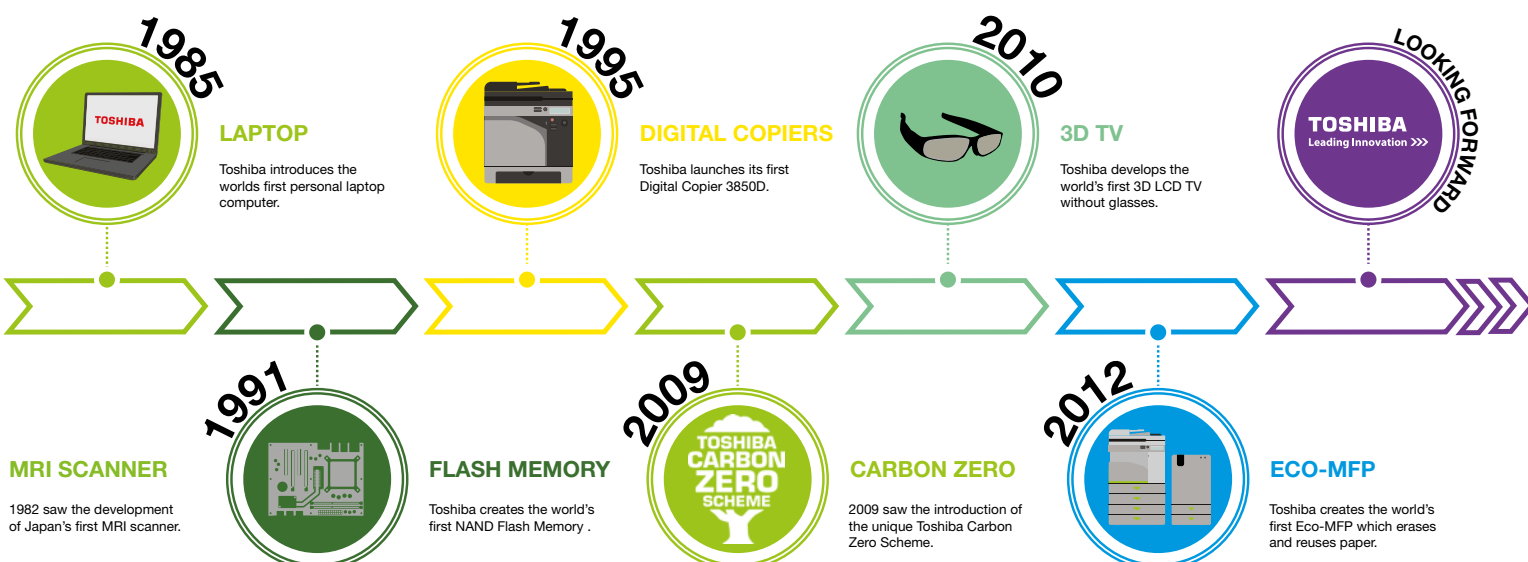 1985
TOSHIBA
LAPTOP
Toshiba introduces the
worlds first personal laptop
computer.
1995
DIGITAL COPIERS
Toshiba launches its first
Digital Copier 3850D.
2010
3D TV
Toshiba develops the
world’s first 3D LCD TV
without glasses.
LOOKING FORWARD
TOSHIBA
Leading Innovation >>>
MRI SCANNER
1982 saw the development
of Japan’s first MRI scanner.
1991
FLASH MEMORY
Toshiba creates the world’s
first NAND Flash Memory .
2009
TOSHIBA
CARBON
ZERO
SCHEME
CARBON ZERO
2009 saw the introduction of
the unique Toshiba Carbon
Zero Scheme.
2012
ECO-MFP
Toshiba creates the world’s
first Eco-MFP which erases
and reuses paper.